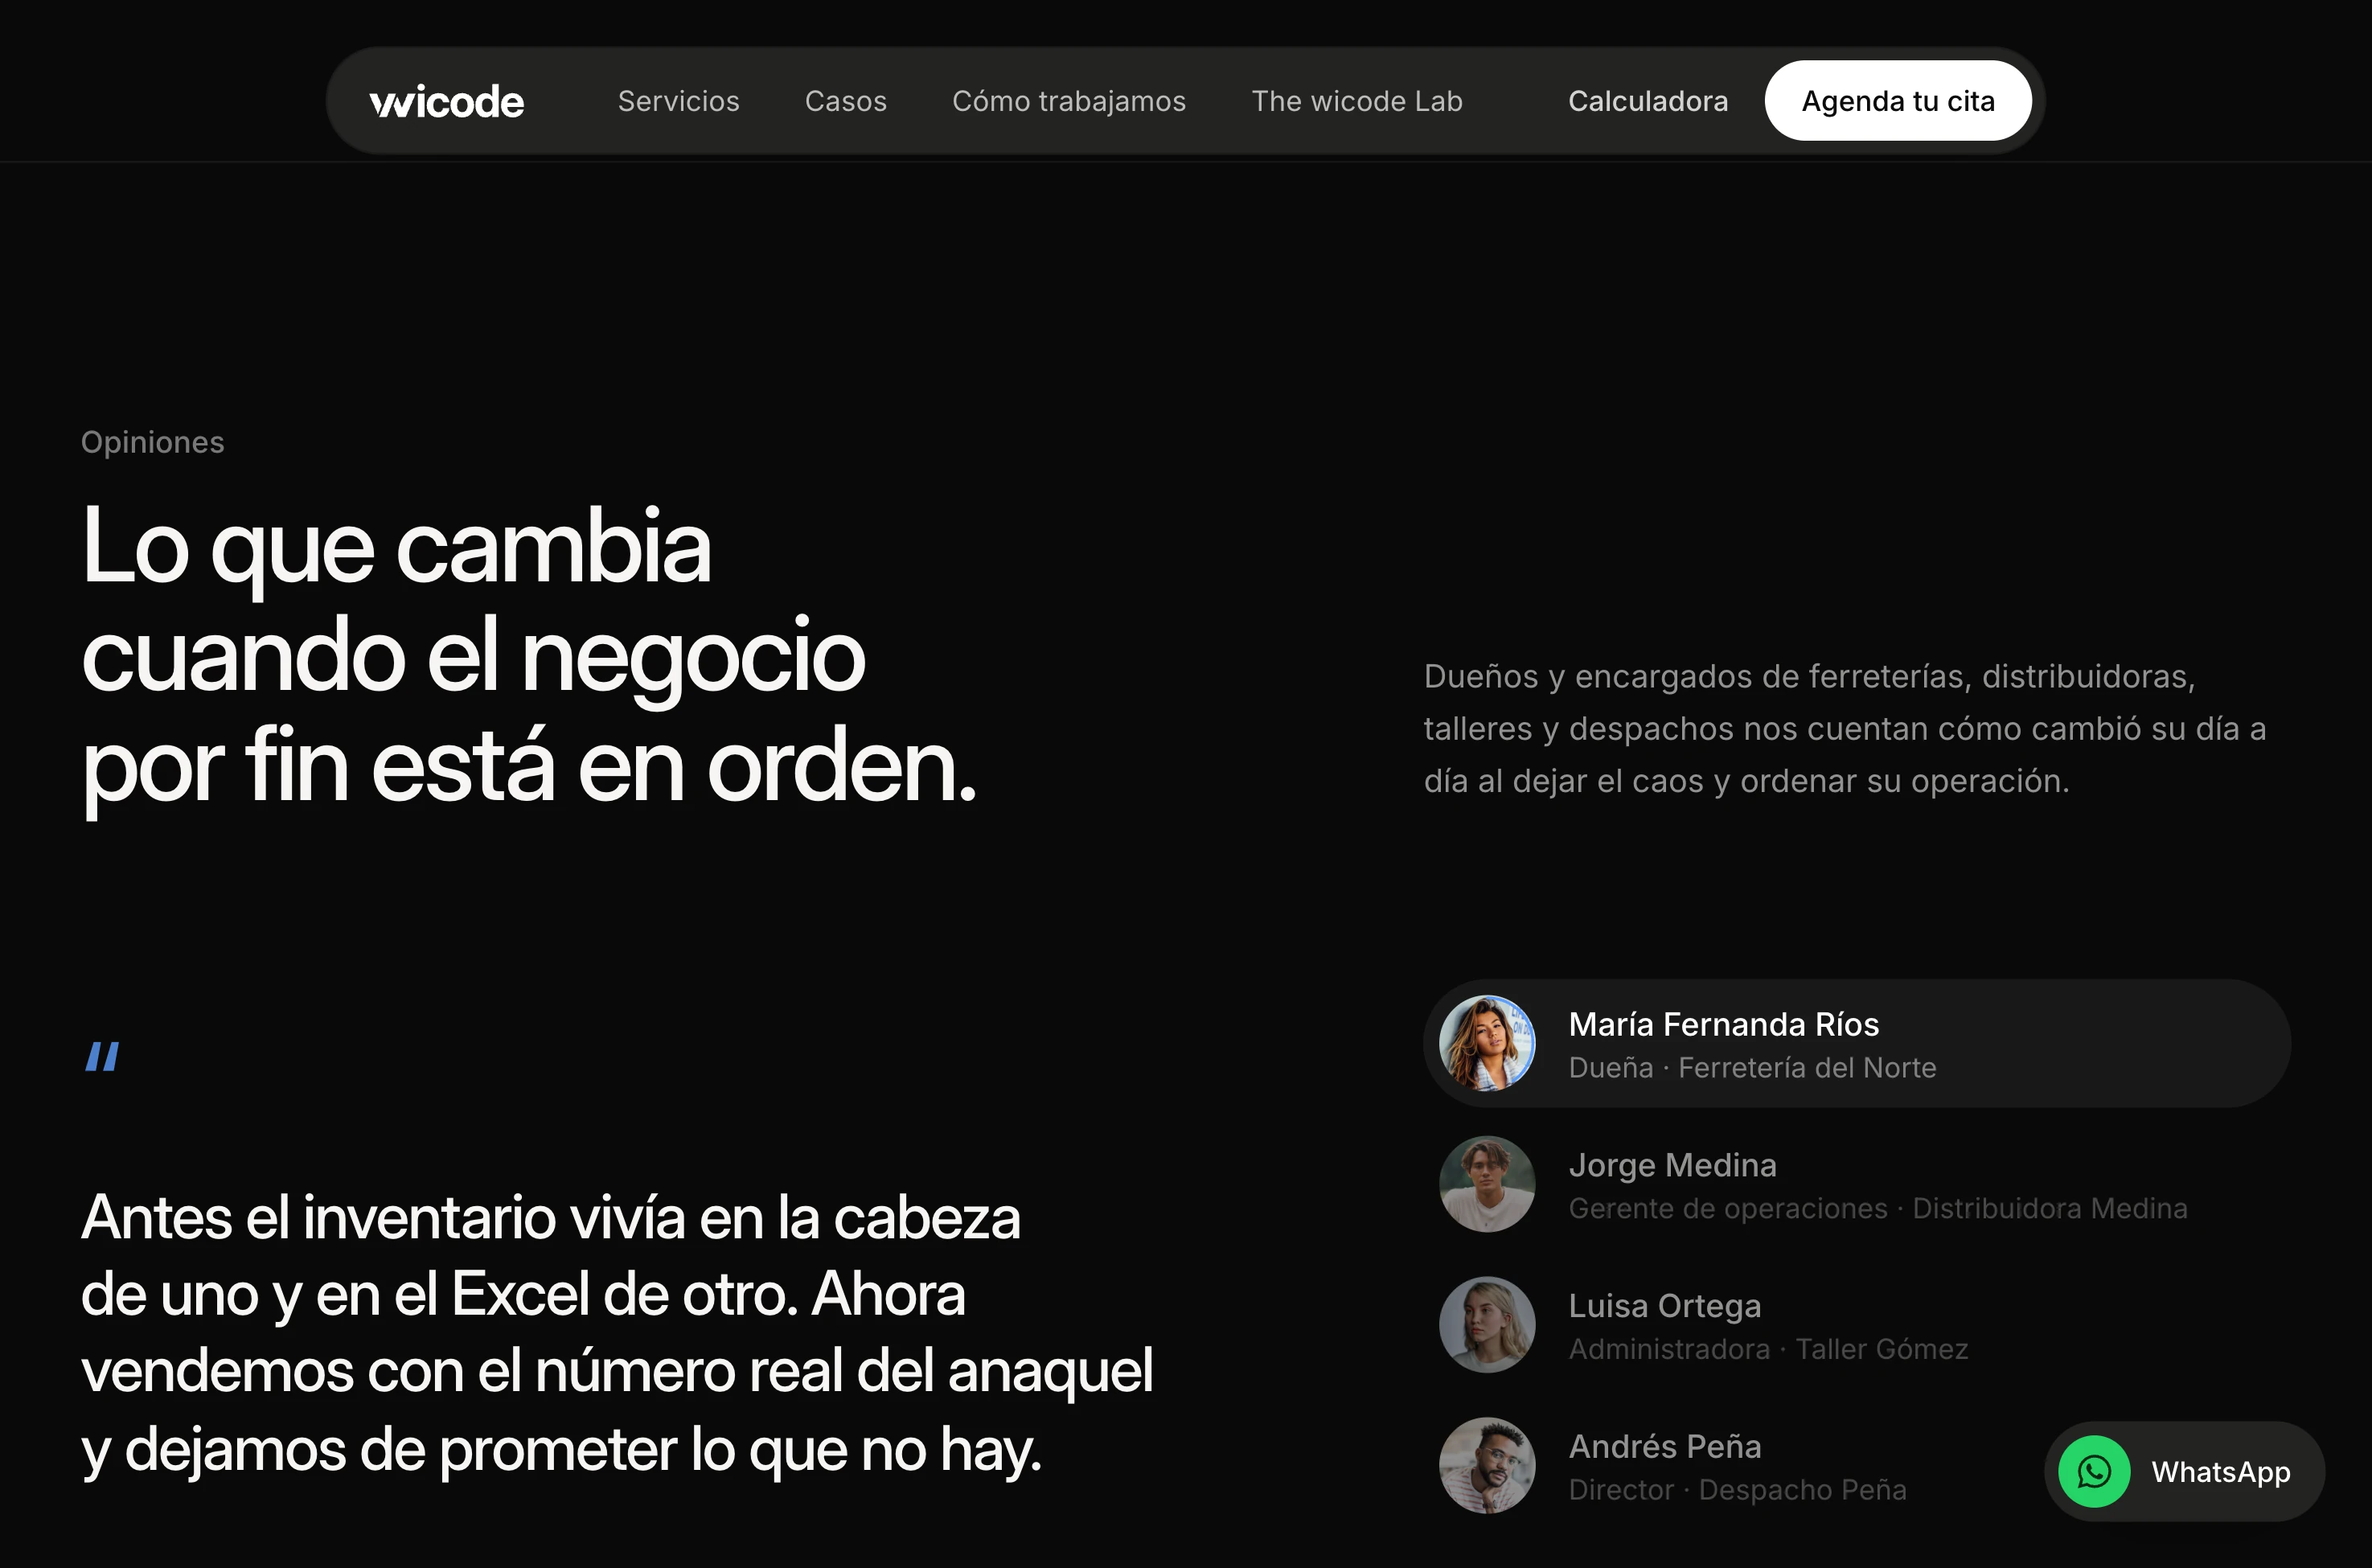 wicode
Servicios
Casos
Cómo trabajamos
The wicode Lab
Calculadora
Agenda tu cita
Opiniones
Lo que cambia
cuando el negocio
por fin está en orden.
Dueños y encargados de ferreterías, distribuidoras,
talleres y despachos nos cuentan cómo cambió su día a
día al dejar el caos y ordenar su operación.
"
Antes el inventario vivía en la cabeza
de uno y en el Excel de otro. Ahora
vendemos con el número real del anaquel
y dejamos de prometer lo que no hay.
María Fernanda Ríos
Dueña · Ferretería del Norte
Jorge Medina
Gerente de operaciones · Distribuidora Medina
Luisa Ortega
Administradora · Taller Gómez
Andrés Peña
Director · Despacho Peña
WhatsApp